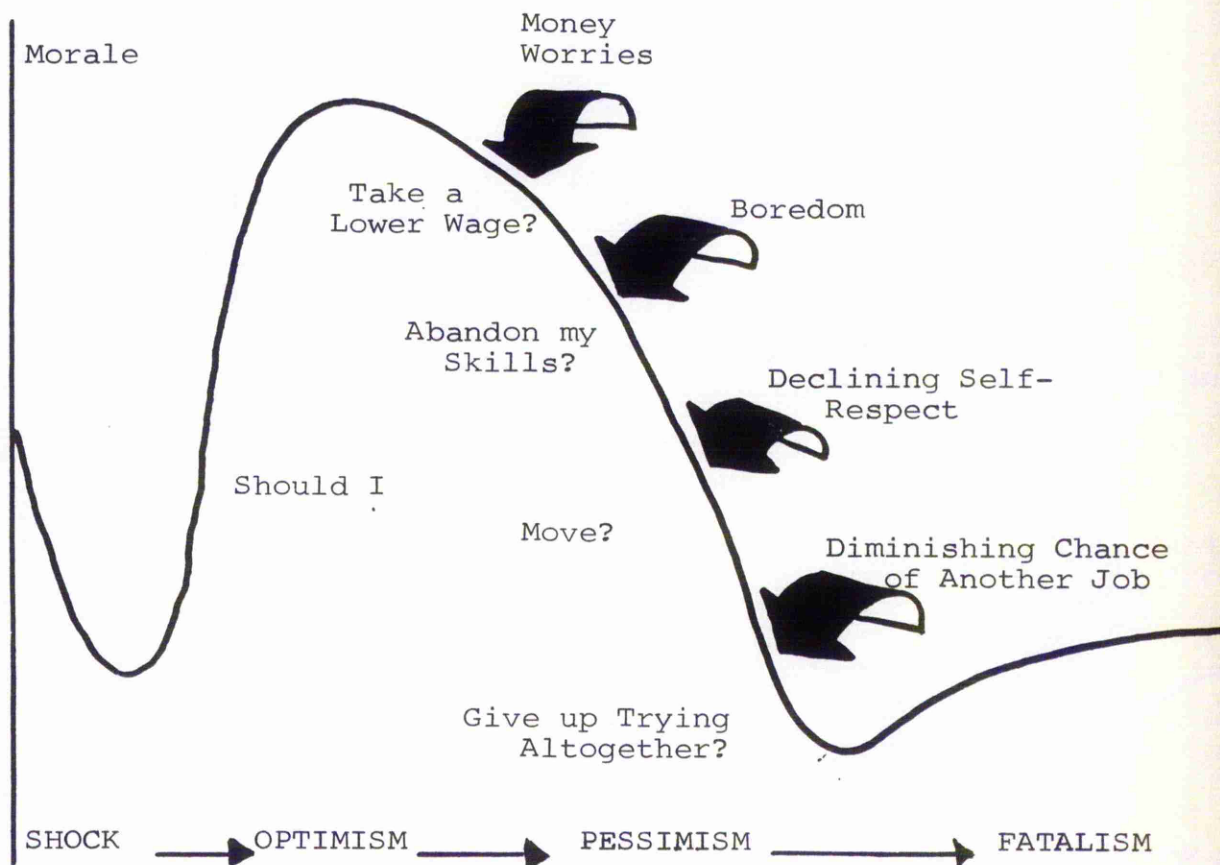 Money
Worries
Morale
Take a
Lower Wage?
Boredom
Abandon my
Skills?
Declining Self-
Respect
Should I
Move?
Diminishing Chance
of Another Job
Give up Trying
Altogether?
SHOCK OPTIMISM PESSIMISM FATALISM